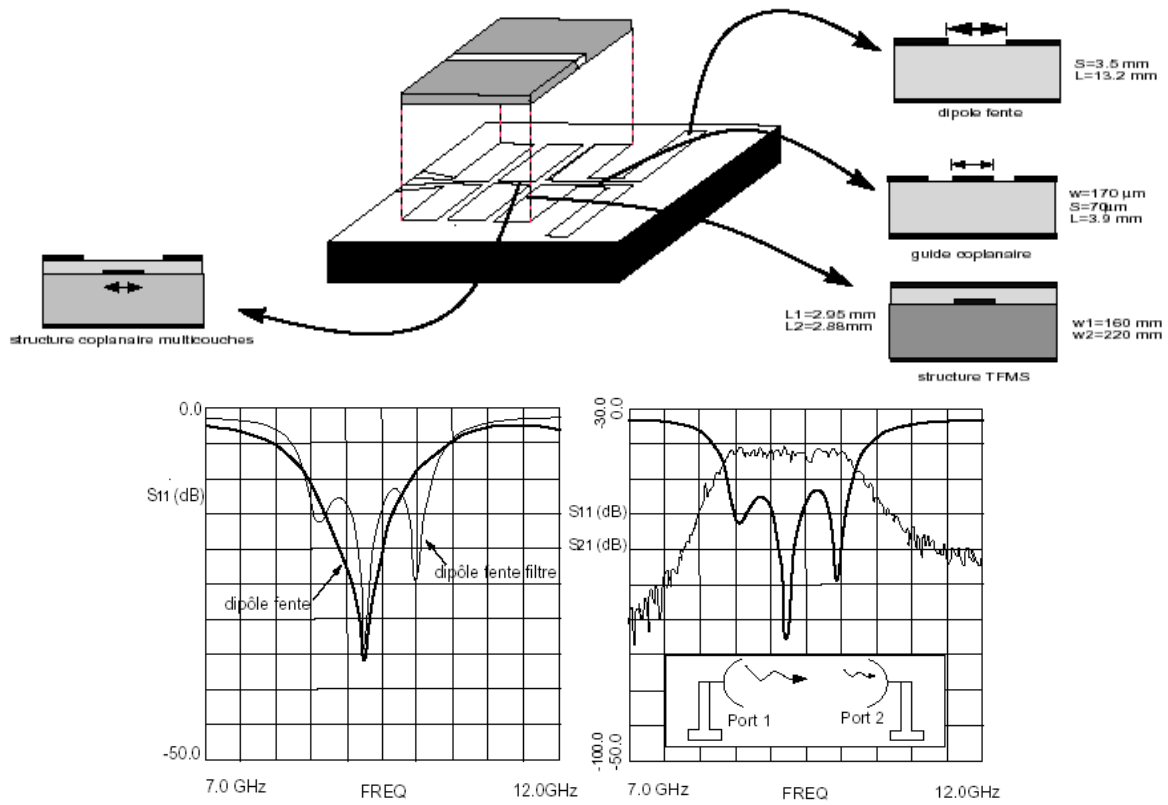 S=3.5 mm
L=13.2 mm
dipole fente
w=170 µm
S=70µm
L=3.9 mm
guide coplanaire
L1=2.95 mm
L2=2.88mm
w1=160 mm
w2=220 mm
structure TFMS
structure coplanaire multicouches
0.0
S11 (dB)
-50.0
dipôle fente filtre
dipôle fente
7.0 GHz
FREQ
12.0GHz
-30.0
0.0
S11 (dB)
S21 (dB)
-100.0
-50.0
Port 1
Port 2
7.0 GHz
FREQ
12.0GHz